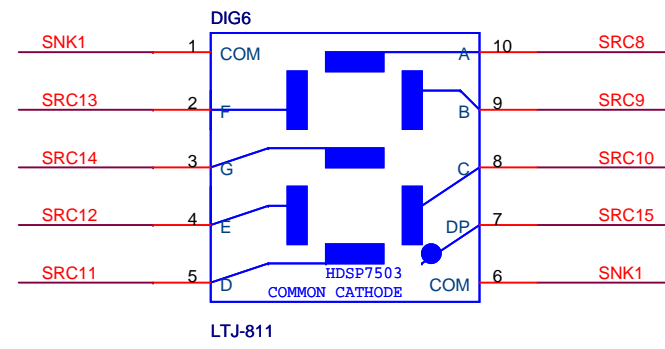 DIG6
SNK1 1 COM A 10 SRC8
SRC13 2 F B 9 SRC9
SRC14 3 G C 8 SRC10
SRC12 4 E DP 7 SRC15
SRC11 5 D COM 6 SNK1
HDSP7503
COMMON CATHODE
LTJ-811